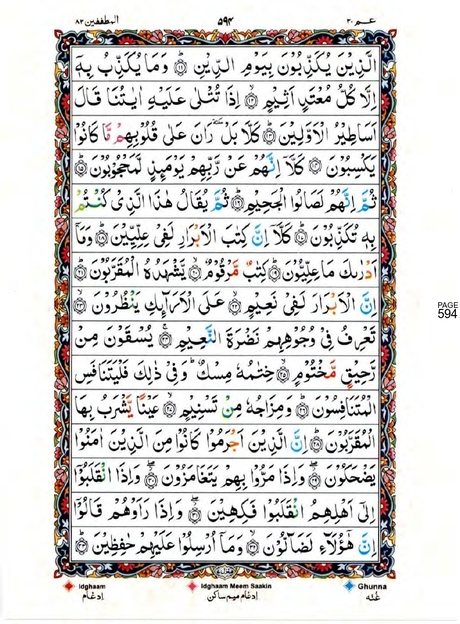 المطففين ٨٣ ٥٩٤ عم ٣٠
الَّذِيْنَ يُكَذِّبُوْنَ بِيَوْمِ الدِّيْنِ ۝١١ وَمَا يُكَذِّبُ بِهٖٓ
اِلَّا كُلُّ مُعْتَدٍ اَثِيْمٍ ۝١٢ اِذَا تُتْلٰى عَلَيْهِ اٰيٰتُنَا قَالَ
اَسَاطِيْرُ الْاَوَّلِيْنَ ۝١٣ كَلَّا بَلْ ٚ رَانَ عَلٰى قُلُوْبِهِمْ مَّا كَانُوْا
يَكْسِبُوْنَ ۝١٤ كَلَّآ اِنَّهُمْ عَنْ رَّبِّهِمْ يَوْمَئِذٍ لَّمَحْجُوْبُوْنَ ۝١٥
ثُمَّ اِنَّهُمْ لَصَالُوا الْجَحِيْمِ ۝١٦ ثُمَّ يُقَالُ هٰذَا الَّذِيْ كُنْتُمْ
بِهٖ تُكَذِّبُوْنَ ۝١٧ كَلَّآ اِنَّ كِتٰبَ الْاَبْرَارِ لَفِيْ عِلِّيِّيْنَ ۝١٨ وَمَآ
اَدْرٰىكَ مَا عِلِّيُّوْنَ ۝١٩ كِتٰبٌ مَّرْقُوْمٌ ۝٢٠ يَّشْهَدُهُ الْمُقَرَّبُوْنَ ۝٢١
اِنَّ الْاَبْرَارَ لَفِيْ نَعِيْمٍ ۝٢٢ عَلَى الْاَرَآئِكِ يَنْظُرُوْنَ ۝٢٣
تَعْرِفُ فِيْ وُجُوْهِهِمْ نَضْرَةَ النَّعِيْمِ ۝٢٤ يُسْقَوْنَ مِنْ
رَّحِيْقٍ مَّخْتُوْمٍ ۝٢٥ خِتٰمُهٗ مِسْكٌ ؕ وَفِيْ ذٰلِكَ فَلْيَتَنَافَسِ
الْمُتَنَافِسُوْنَ ۝٢٦ وَمِزَاجُهٗ مِنْ تَسْنِيْمٍ ۝٢٧ عَيْنًا يَّشْرَبُ بِهَا
الْمُقَرَّبُوْنَ ۝٢٨ اِنَّ الَّذِيْنَ اَجْرَمُوْا كَانُوْا مِنَ الَّذِيْنَ اٰمَنُوْا
يَضْحَكُوْنَ ۝٢٩ وَاِذَا مَرُّوْا بِهِمْ يَتَغَامَزُوْنَ ۝٣٠ وَاِذَا انْقَلَبُوْٓا
اِلٰٓى اَهْلِهِمُ انْقَلَبُوْا فَكِهِيْنَ ۝٣١ وَاِذَا رَاَوْهُمْ قَالُوْٓا
اِنَّ هٰٓؤُلَآءِ لَضَآلُّوْنَ ۝٣٢ وَمَآ اُرْسِلُوْا عَلَيْهِمْ حٰفِظِيْنَ ۝٣٣
PAGE
594
Idghaam Idghaam Meem Saakin Ghunna
ادغام ادغام میم ساکن غنّہ